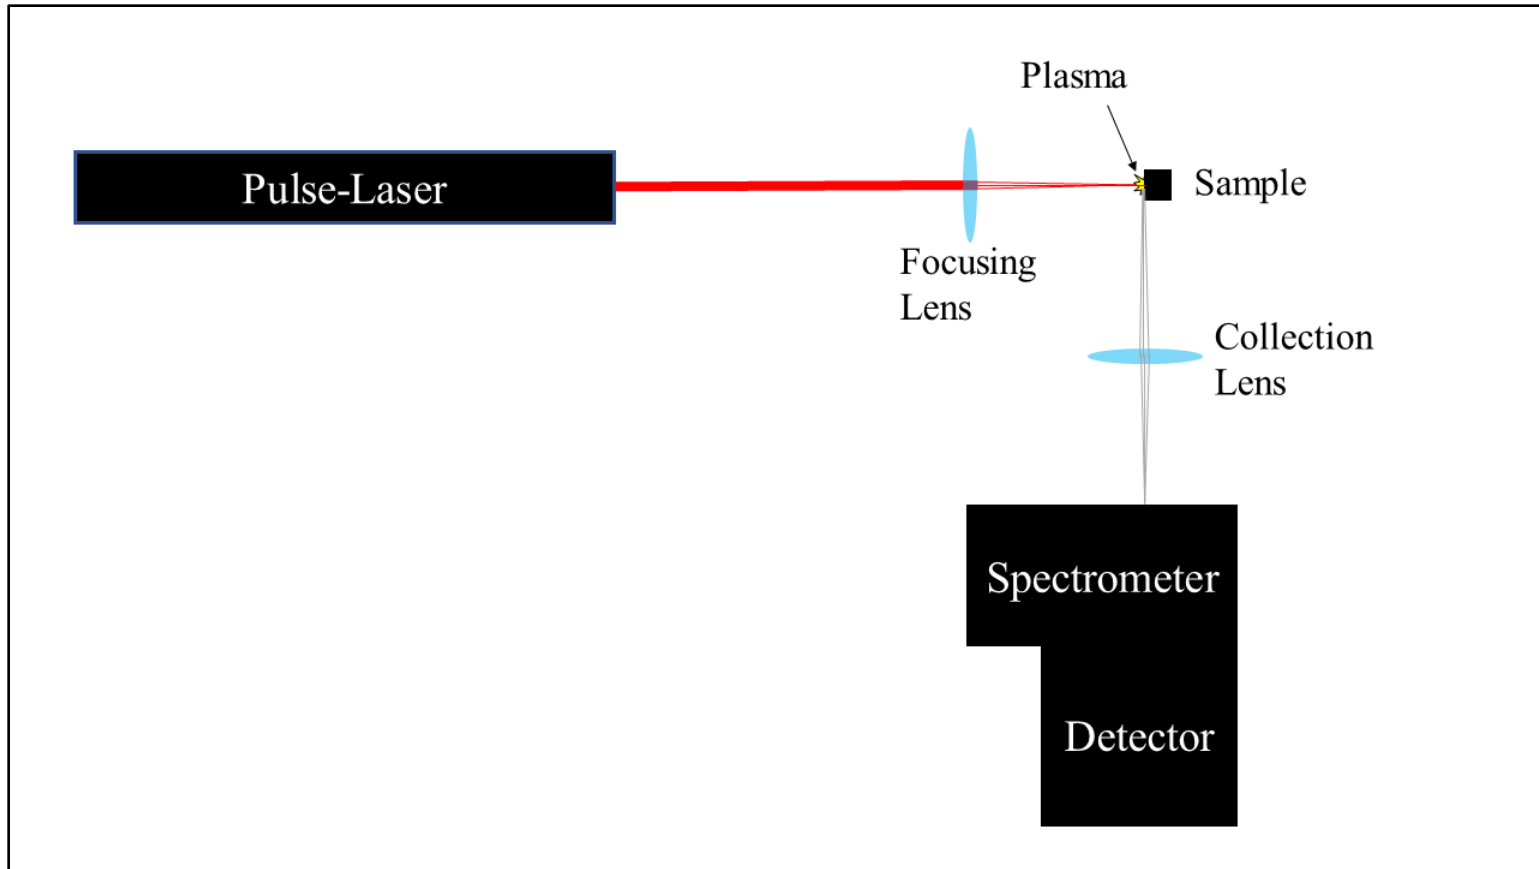 Plasma
Pulse-Laser
Sample
Focusing
Lens
Collection
Lens
Spectrometer
Detector